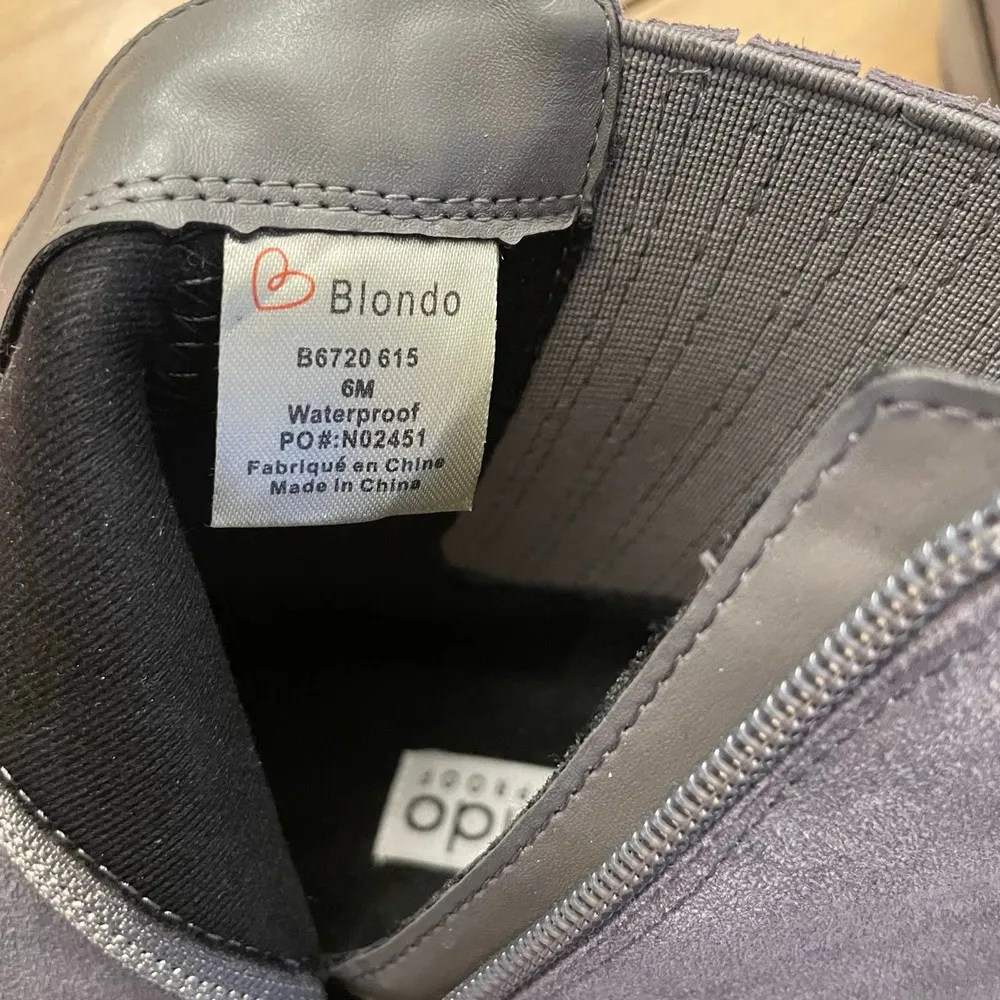 Blondo
B6720 615
6M
Waterproof
PO#:N02451
Fabriqué en Chine
Made in China